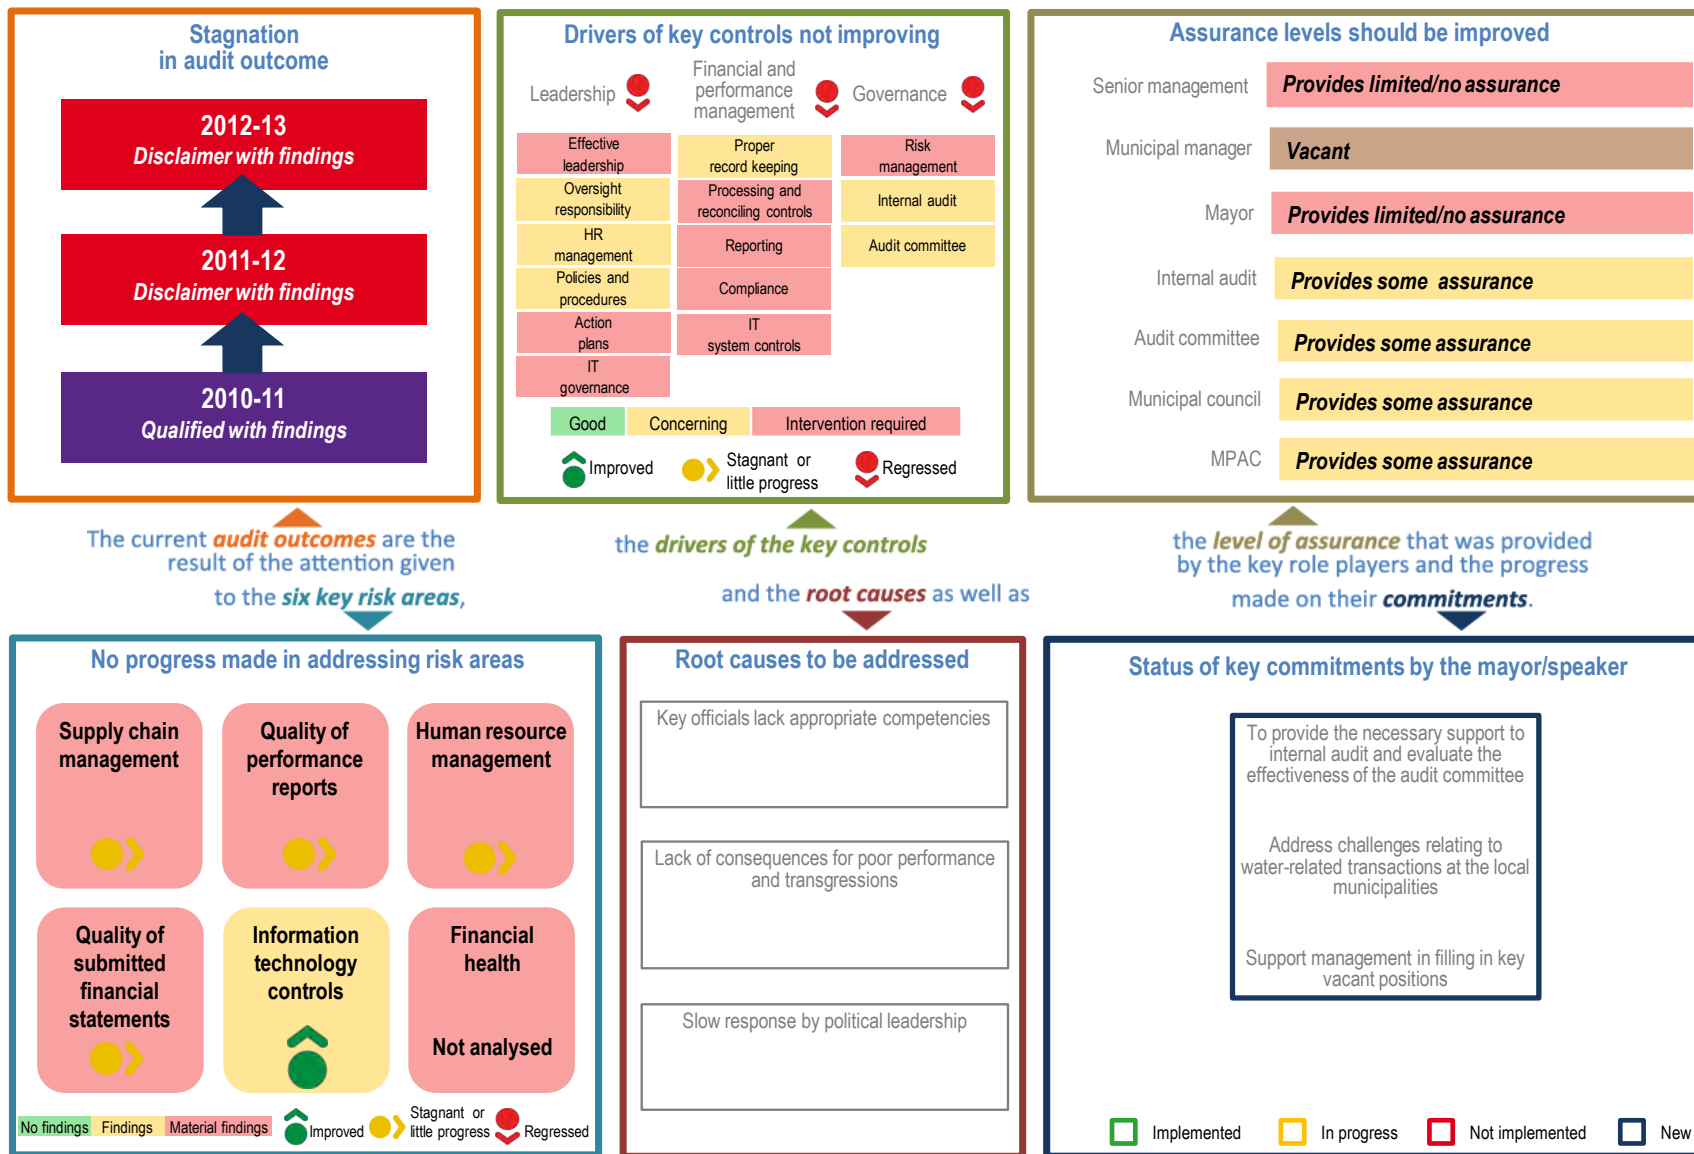 Stagnation
in audit outcome
2012-13
Disclaimer with findings
2011-12
Disclaimer with findings
2010-11
Qualified with findings
Drivers of key controls not improving
Leadership
Financial and
performance
management
Governance
Effective
leadership
Oversight
responsibility
HR
management
Policies and
procedures
Action
plans
IT
governance
Proper
record keeping
Processing and
reconciling controls
Reporting
Compliance
IT
system controls
Risk
management
Internal audit
Audit committee
Good
Concerning
Intervention required
Improved
Stagnant or
little progress
Regressed
Assurance levels should be improved
Senior management
Provides limited/no assurance
Municipal manager
Vacant
Mayor
Provides limited/no assurance
Internal audit
Provides some assurance
Audit committee
Provides some assurance
Municipal council
Provides some assurance
MPAC
Provides some assurance
The current audit outcomes are the
result of the attention given
to the six key risk areas,
the drivers of the key controls
and the root causes as well as
the level of assurance that was provided
by the key role players and the progress
made on their commitments.
No progress made in addressing risk areas
Supply chain
management
Quality of
performance
reports
Human resource
management
Quality of
submitted
financial
statements
Information
technology
controls
Financial
health
Not analysed
No findings
Findings
Material findings
Improved
Stagnant or
little progress
Regressed
Root causes to be addressed
Key officials lack appropriate competencies
Lack of consequences for poor performance
and transgressions
Slow response by political leadership
Status of key commitments by the mayor/speaker
To provide the necessary support to
internal audit and evaluate the
effectiveness of the audit committee
Address challenges relating to
water-related transactions at the local
municipalities
Support management in filling in key
vacant positions
Implemented
In progress
Not implemented
New